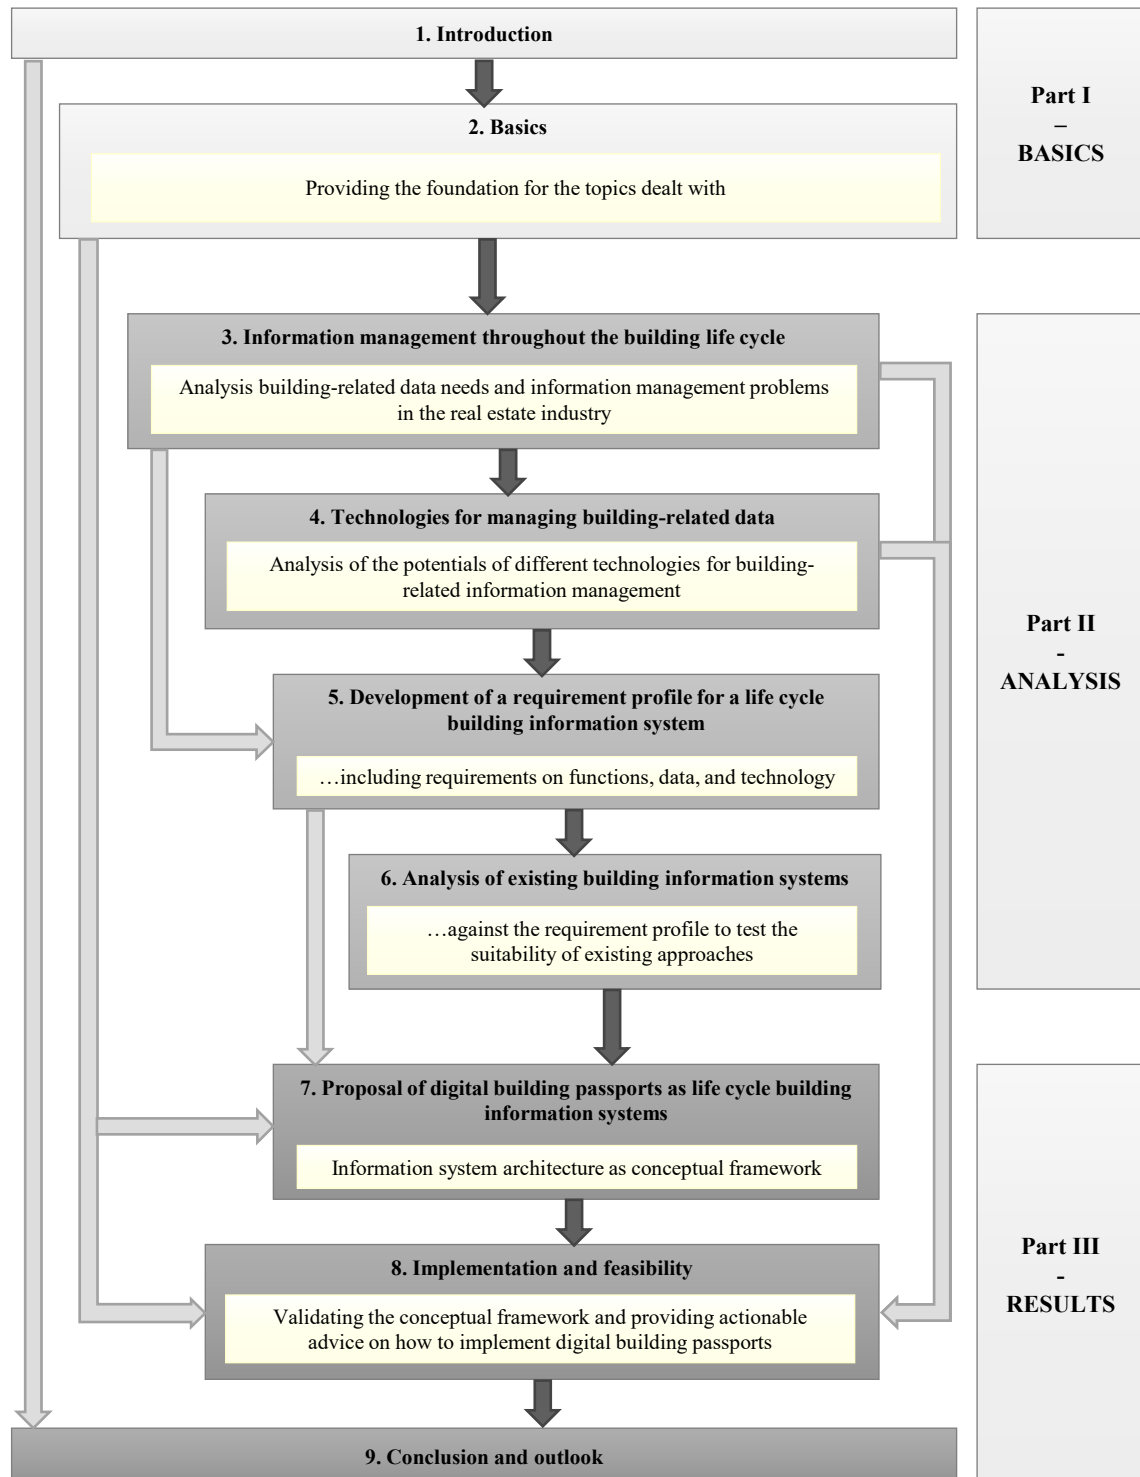 1. Introduction
Part I
–
BASICS
2. Basics
Providing the foundation for the topics dealt with
3. Information management throughout the building life cycle
Analysis building-related data needs and information management problems
in the real estate industry
4. Technologies for managing building-related data
Analysis of the potentials of different technologies for building-
related information management
Part II
-
ANALYSIS
5. Development of a requirement profile for a life cycle
building information system
…including requirements on functions, data, and technology
6. Analysis of existing building information systems
…against the requirement profile to test the
suitability of existing approaches
7. Proposal of digital building passports as life cycle building
information systems
Information system architecture as conceptual framework
Part III
-
RESULTS
8. Implementation and feasibility
Validating the conceptual framework and providing actionable
advice on how to implement digital building passports
9. Conclusion and outlook